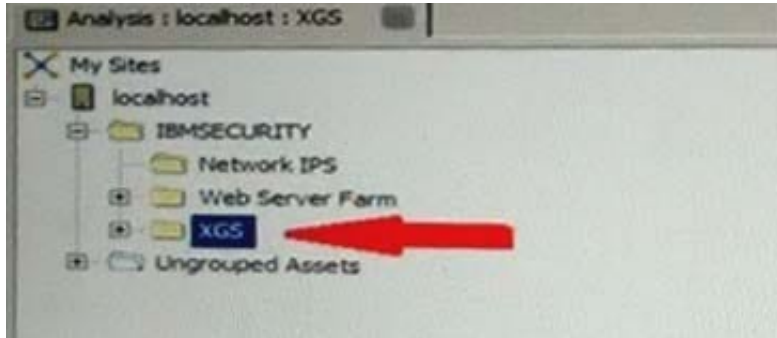 Analysis : localhost : XGS
My Sites
localhost
IBMSECURITY
Network IPS
Web Server Farm
XGS
Ungrouped Assets